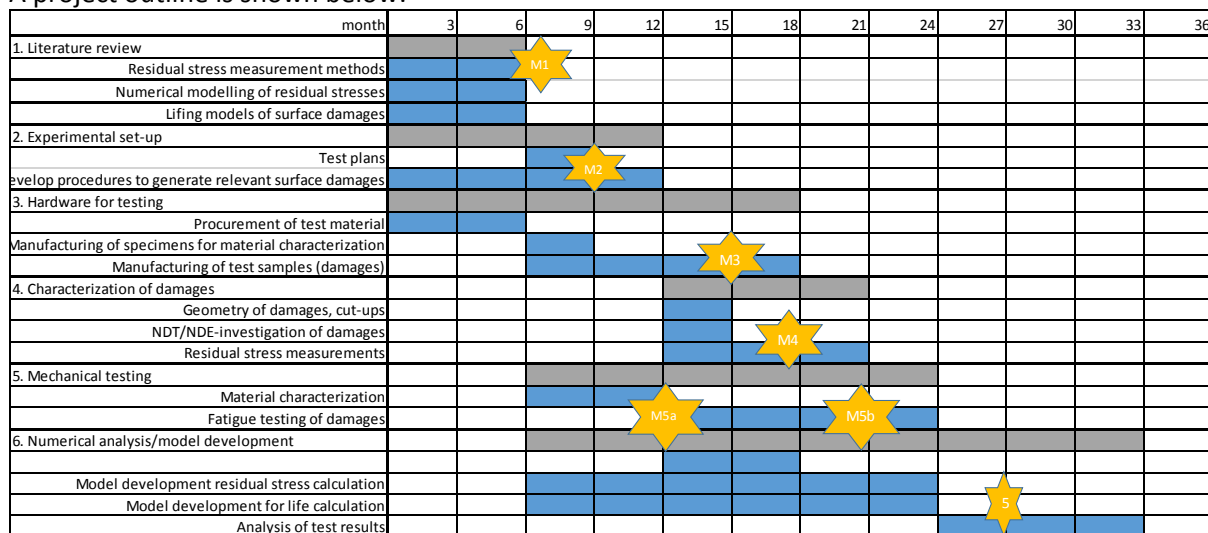 A project outline is shown below:
month 3 6 9 12 15 18 21 24 27 30 33 36
1. Literature review
Residual stress measurement methods
M1
Numerical modelling of residual stresses
Lifing models of surface damages
2. Experimental set-up
Test plans
M2
evelop procedures to generate relevant surface damages
3. Hardware for testing
Procurement of test material
Manufacturing of specimens for material characterization
M3
Manufacturing of test samples (damages)
4. Characterization of damages
Geometry of damages, cut-ups
NDT/NDE-investigation of damages
M4
Residual stress measurements
5. Mechanical testing
Material characterization
M5a M5b
Fatigue testing of damages
6. Numerical analysis/model development
Model development residual stress calculation
5
Model development for life calculation
Analysis of test results